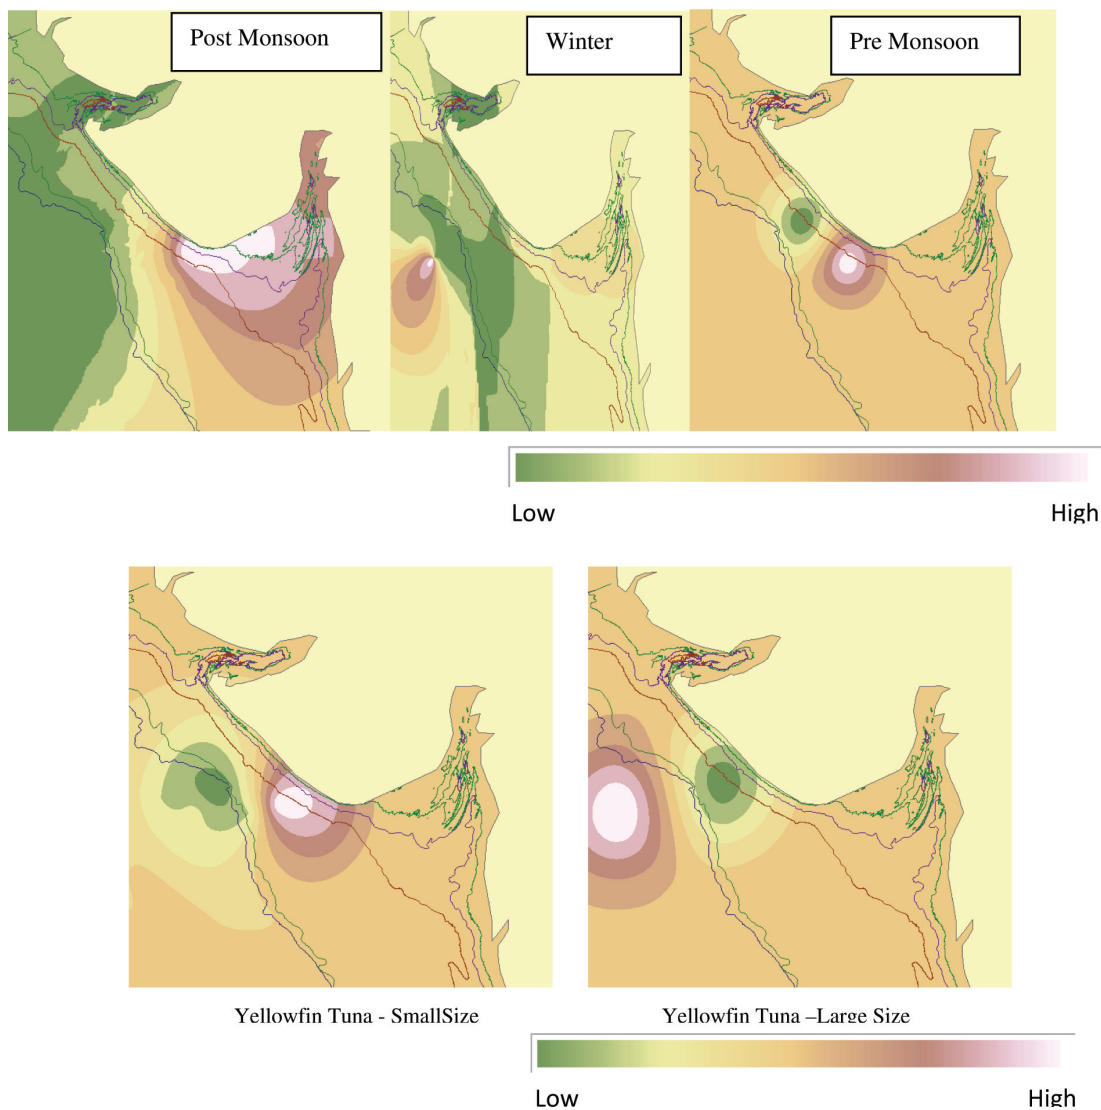 Post Monsoon
Winter
Pre Monsoon
Low
High
Yellowfin Tuna - SmallSize
Yellowfin Tuna –Large Size
Low
High